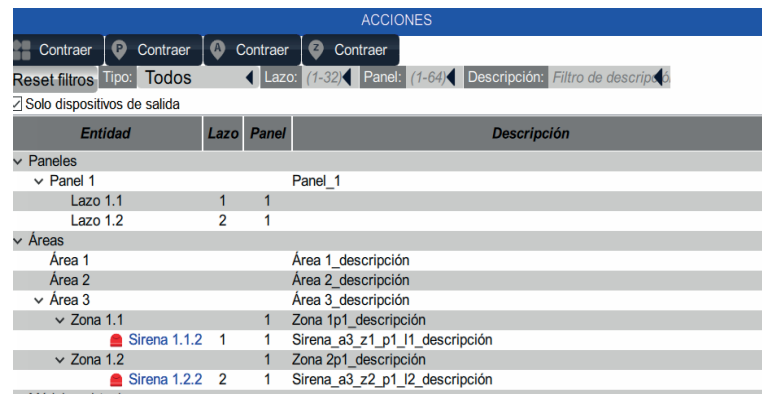 ACCIONES
Contraer P Contraer A Contraer Z Contraer
Reset filtros Tipo: Todos Lazo: (1-32) Panel: (1-64) Descripción: Filtro de descripció
Solo dispositivos de salida
Entidad Lazo Panel Descripción
Paneles
Panel 1 Panel_1
Lazo 1.1 1 1
Lazo 1.2 2 1
Áreas
Área 1 Área 1_descripción
Área 2 Área 2_descripción
Área 3 Área 3_descripción
Zona 1.1 1 Zona 1p1_descripción
Sirena 1.1.2 1 1 Sirena_a3_z1_p1_l1_descripción
Zona 1.2 1 Zona 2p1_descripción
Sirena 1.2.2 2 1 Sirena_a3_z2_p1_l2_descripción